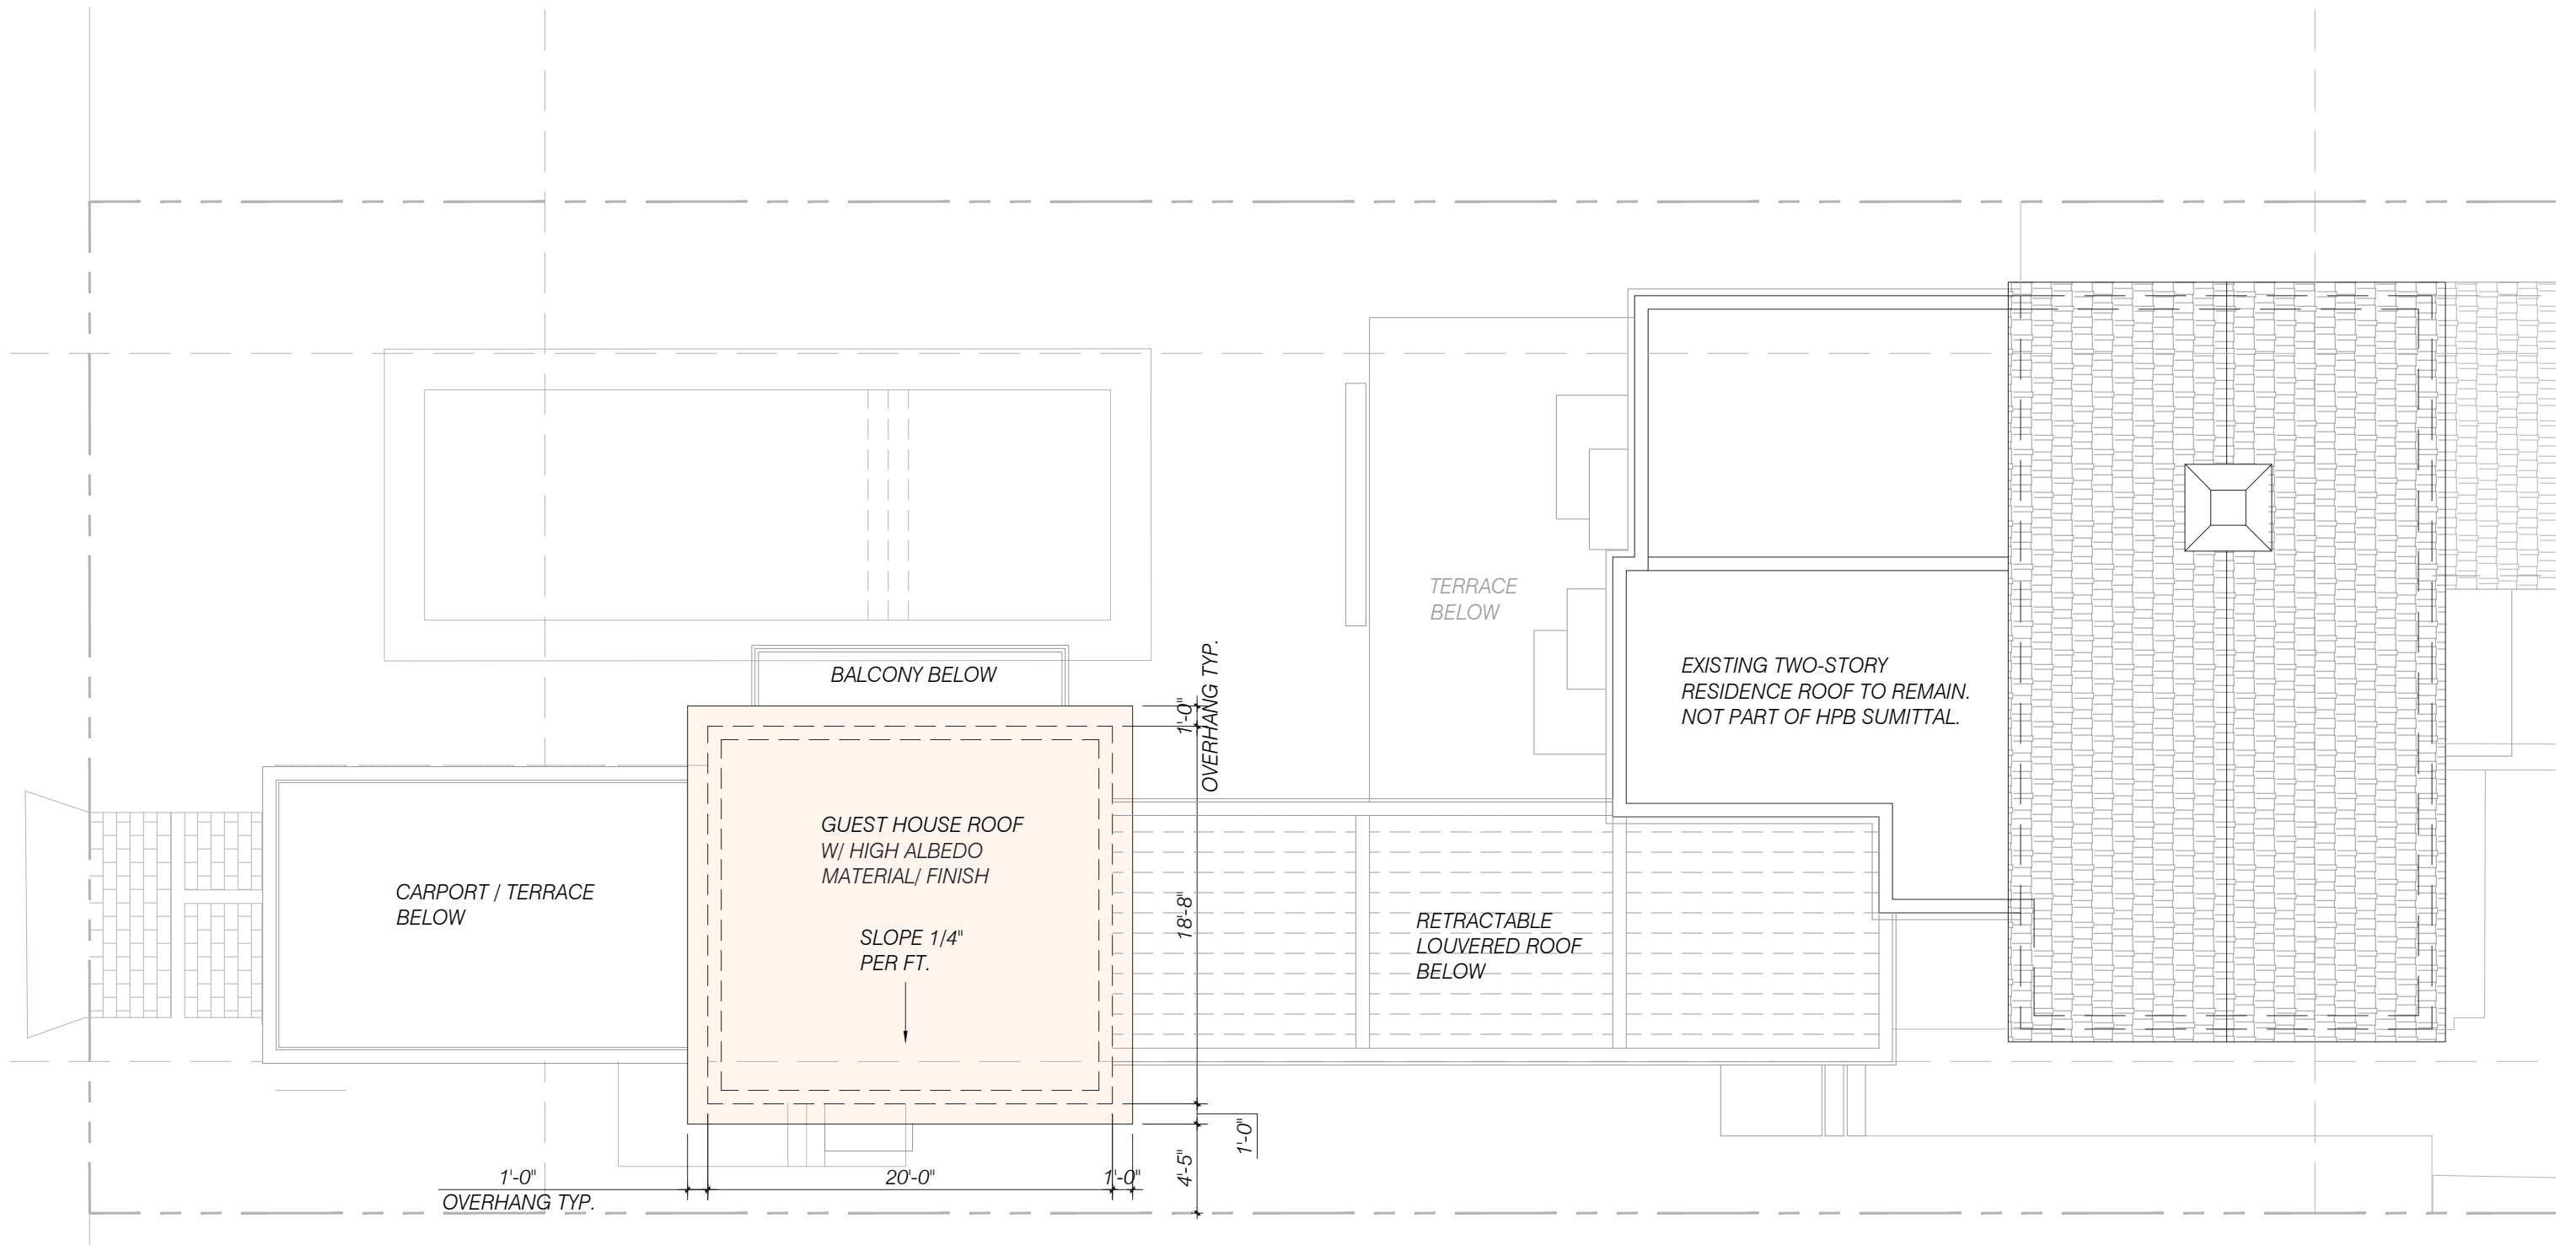 TERRACE
BELOW
BALCONY BELOW
1'-0"
OVERHANG TYP.
EXISTING TWO-STORY
RESIDENCE ROOF TO REMAIN.
NOT PART OF HPB SUMITTAL.
GUEST HOUSE ROOF
W/ HIGH ALBEDO
MATERIAL/ FINISH
SLOPE 1/4"
PER FT.
CARPORT / TERRACE
BELOW
18'-8"
RETRACTABLE
LOUVERED ROOF
BELOW
1'-0"
4'-5"
1'-0"
OVERHANG TYP.
20'-0"
1'-0"